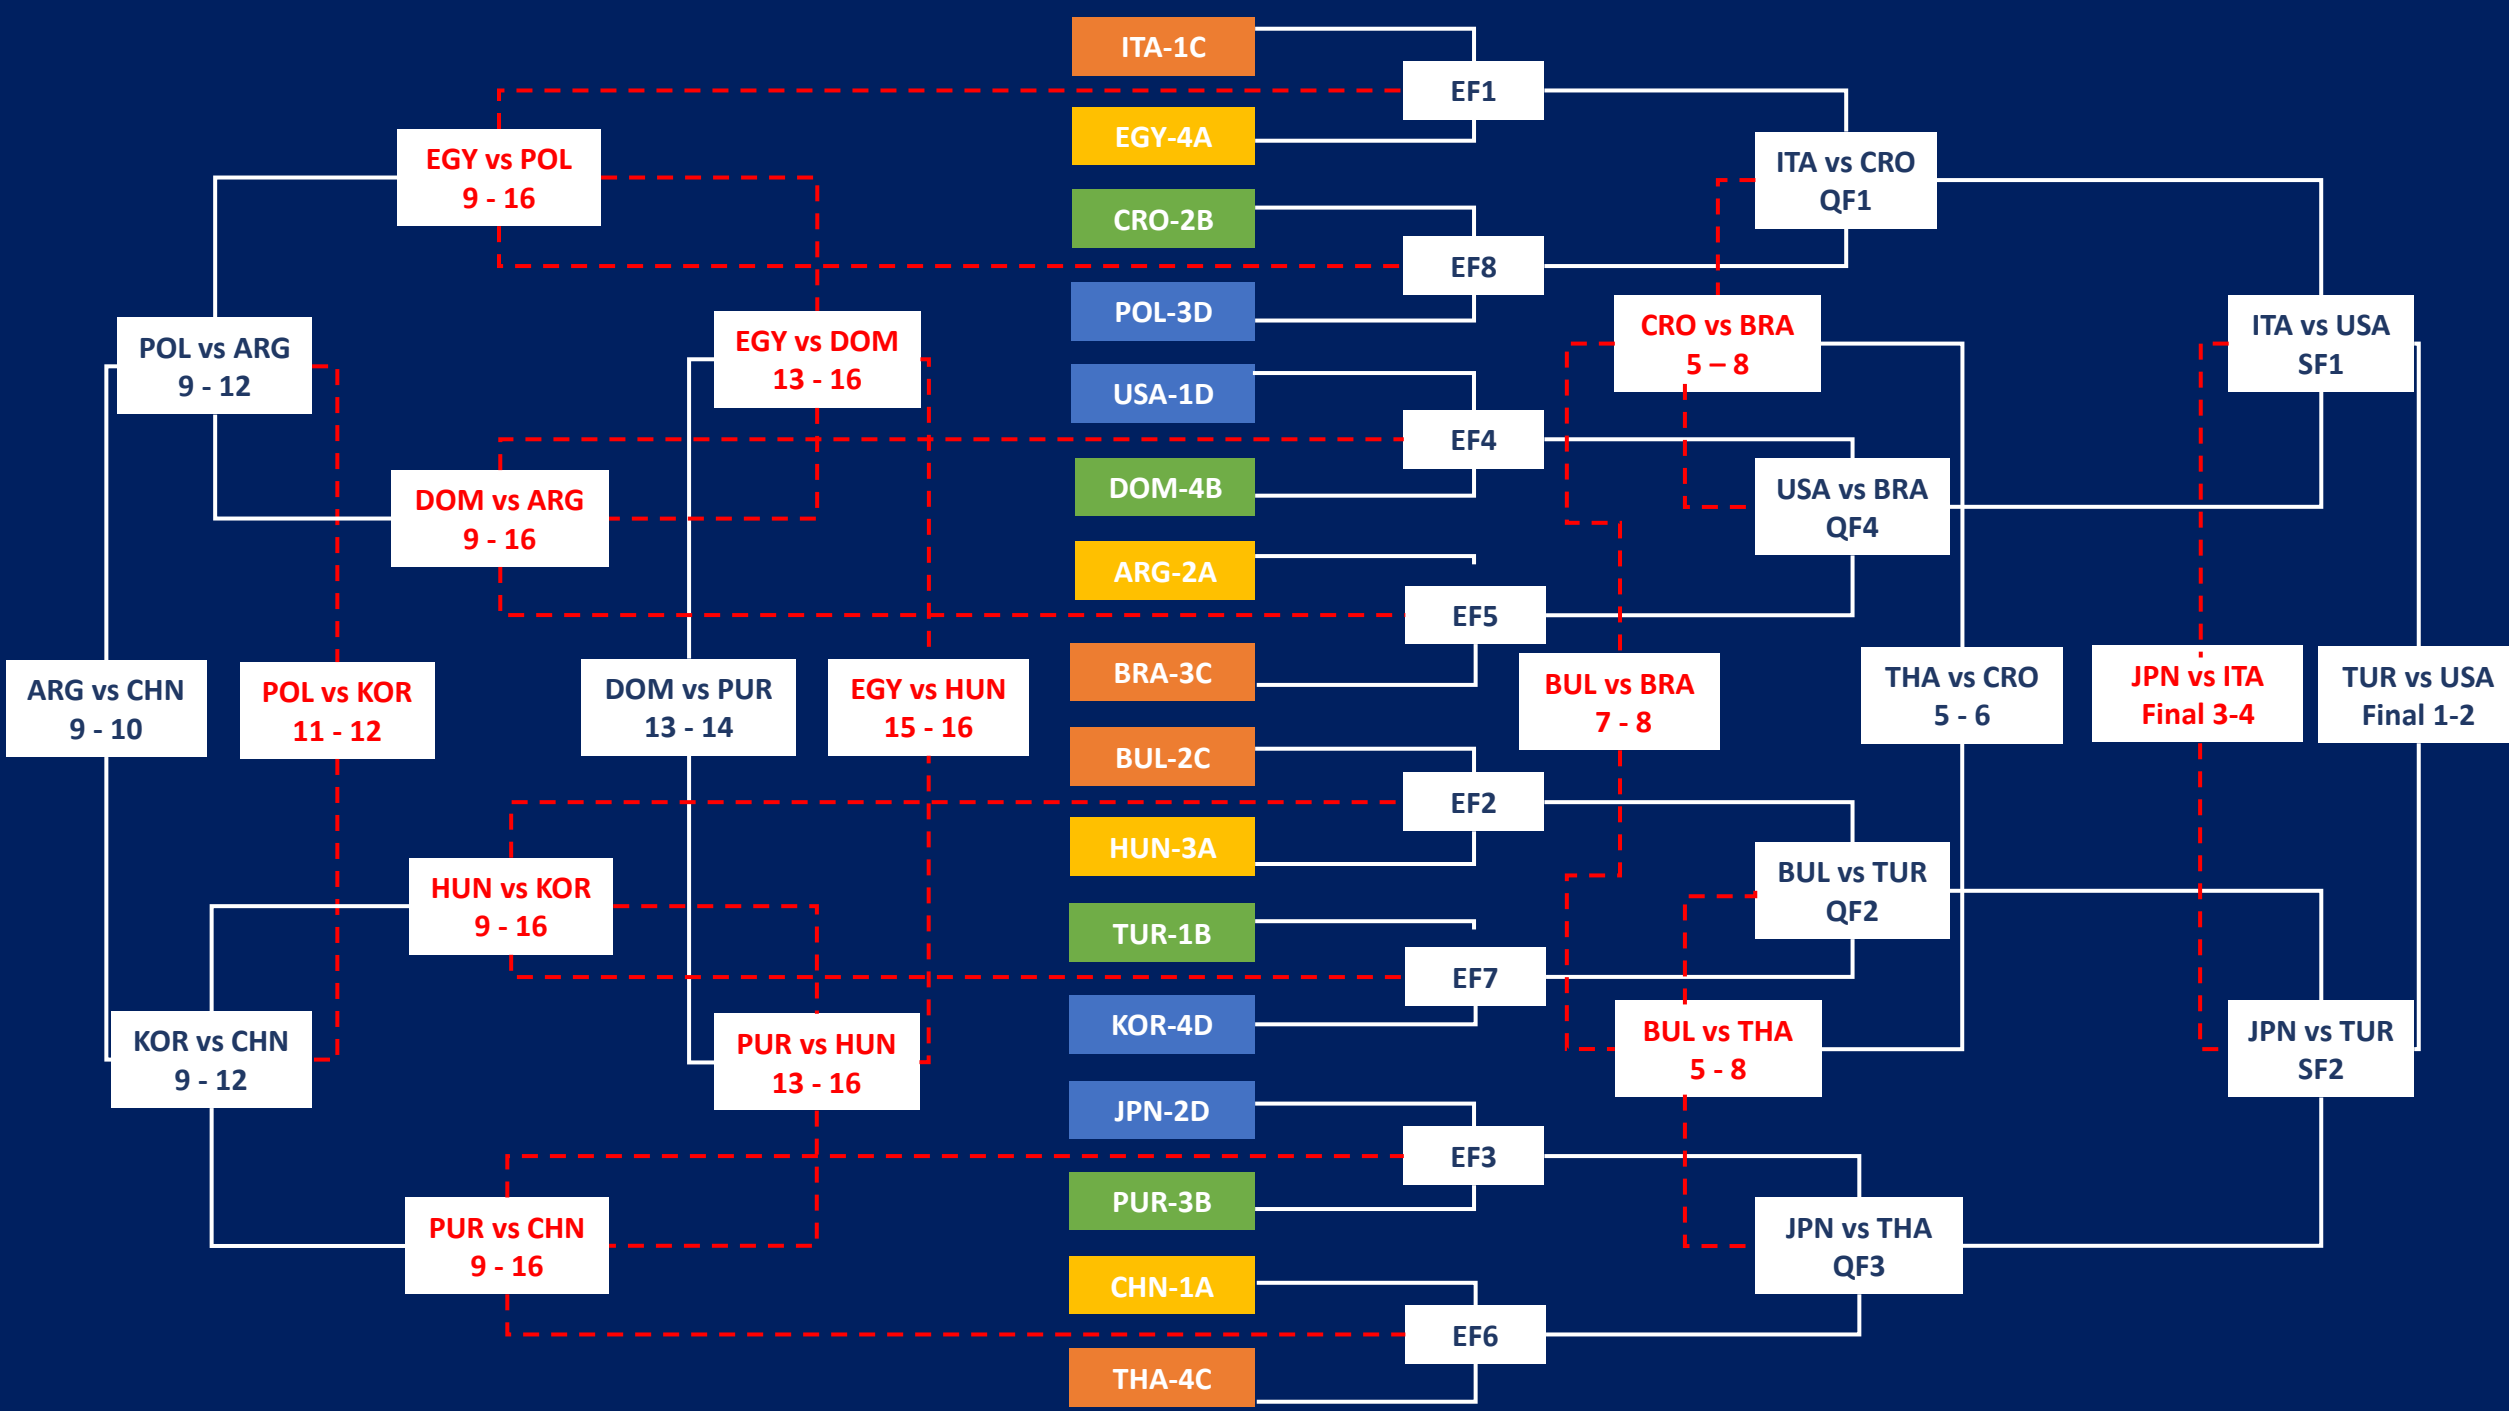 ITA-1C
EF1
EGY-4A
EGY vs POL
9 - 16
ITA vs CRO
QF1
CRO-2B
EF8
POL-3D
POL vs ARG
9 - 12
EGY vs DOM
13 - 16
CRO vs BRA
5 – 8
ITA vs USA
SF1
USA-1D
EF4
DOM-4B
DOM vs ARG
9 - 16
USA vs BRA
QF4
ARG-2A
EF5
BRA-3C
ARG vs CHN
9 - 10
POL vs KOR
11 - 12
DOM vs PUR
13 - 14
EGY vs HUN
15 - 16
BUL vs BRA
7 - 8
THA vs CRO
5 - 6
JPN vs ITA
Final 3-4
TUR vs USA
Final 1-2
BUL-2C
EF2
HUN-3A
HUN vs KOR
9 - 16
BUL vs TUR
QF2
TUR-1B
EF7
KOR-4D
KOR vs CHN
9 - 12
PUR vs HUN
13 - 16
BUL vs THA
5 - 8
JPN vs TUR
SF2
JPN-2D
EF3
PUR-3B
PUR vs CHN
9 - 16
JPN vs THA
QF3
CHN-1A
EF6
THA-4C